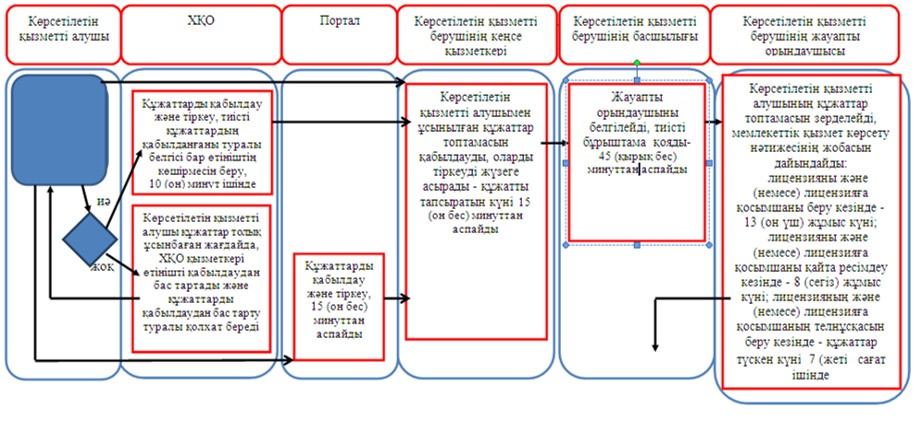 Көрсетілетін
қызметті алушы
ХҚО
Портал
Көрсетілетін қызметті
берушінің кеңсе
қызметкері
Көрсетілетін қызметті
берушінің басшылығы
Көрсетілетін қызметті
берушінің жауапты
орындаушысы
иә
жоқ
Құжаттарды қабылдау
және тіркеу, тиісті
құжаттардың
қабылданғаны туралы
белгісі бар өтініштің
көшірмесін беру,
10 (он) минут ішінде
Көрсетілетін қызметті
алушы құжаттар толық
ұсынбаған жағдайда,
ХҚО қызметкері
өтінішті қабылдаудан
бас тартады және
құжаттарды
қабылдаудан бас тарту
туралы қолхат береді
Құжаттарды
қабылдау
және тіркеу,
15 (он бес)
минуттан
аспайды
Көрсетілетін
қызметті алушымен
ұсынылған құжаттар
топтамасын
қабылдауды, оларды
тіркеуді жүзеге
асырады - құжатты
тапсыратын күні 15
(он бес) минуттан
аспайды
Жауапты
орындаушыны
белгілейді, тиісті
бұрыштама қояды-
45 (қырық бес)
минуттан аспайды
Көрсетілетін қызметті
алушының құжаттар
топтамасын зерделейді,
мемлекеттік қызмет көрсету
нәтижесінің жобасын
дайындайды:
лицензияны және
(немесе) лицензияға
қосымшаны беру кезінде -
13 (он үш) жұмыс күні;
лицензияны және
(немесе) лицензияға
қосымшаны қайта ресімдеу
кезінде - 8 (сегіз) жұмыс
күні; лицензияның және
(немесе) лицензияға
қосымшаның телнұсқасын
беру кезінде - құжаттар
түскен күні 7 (жеті сағат
ішінде